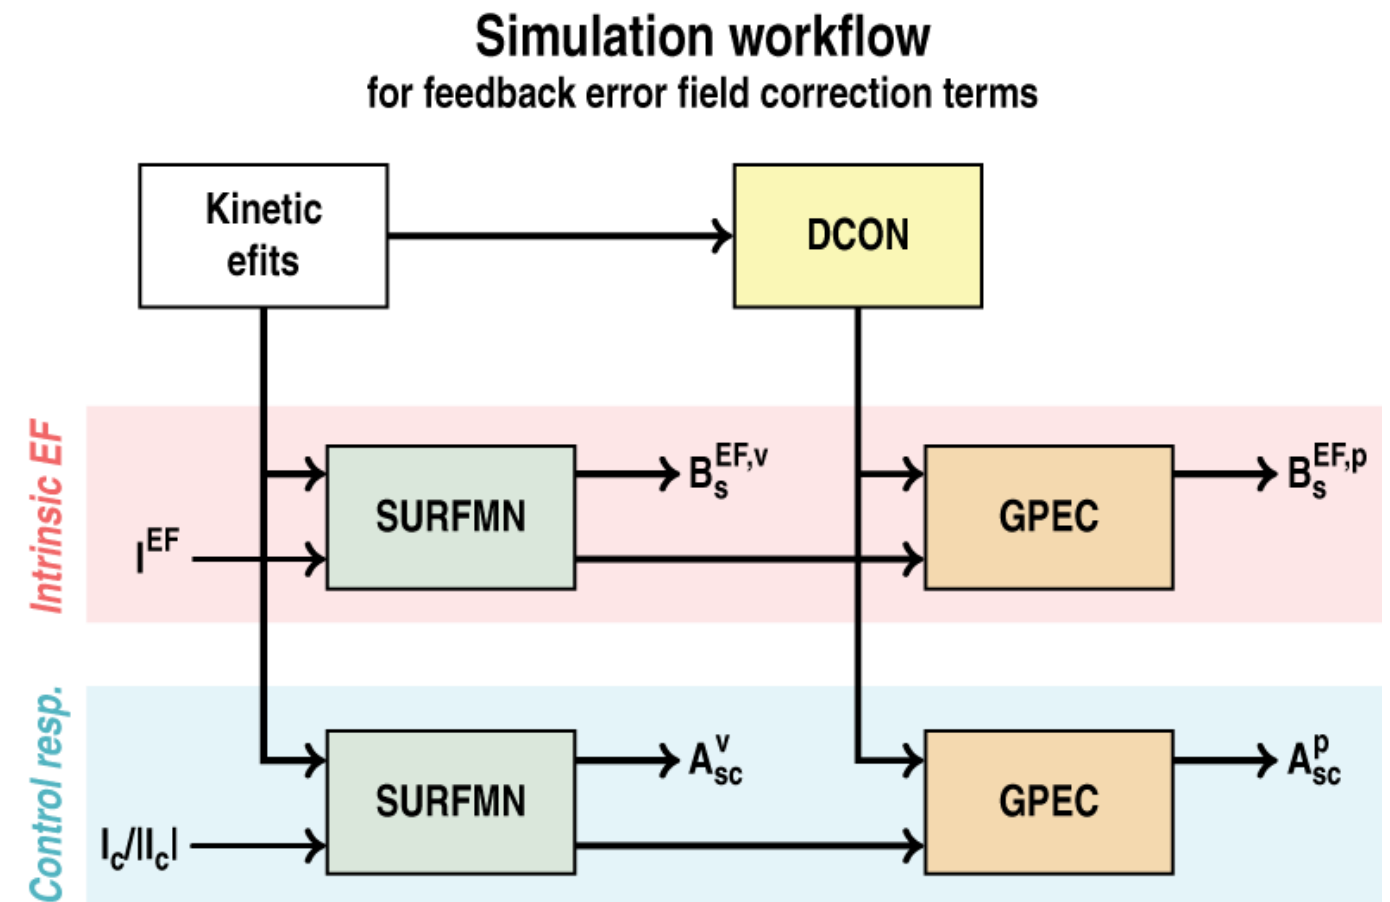 Simulation workflow
for feedback error field correction terms
Kinetic
efits
DCON
Intrinsic EF
I^EF
SURFMN
B_s^EF,v
GPEC
B_s^EF,p
Control resp.
I_c/|I_c|
SURFMN
A_sc^v
GPEC
A_sc^p